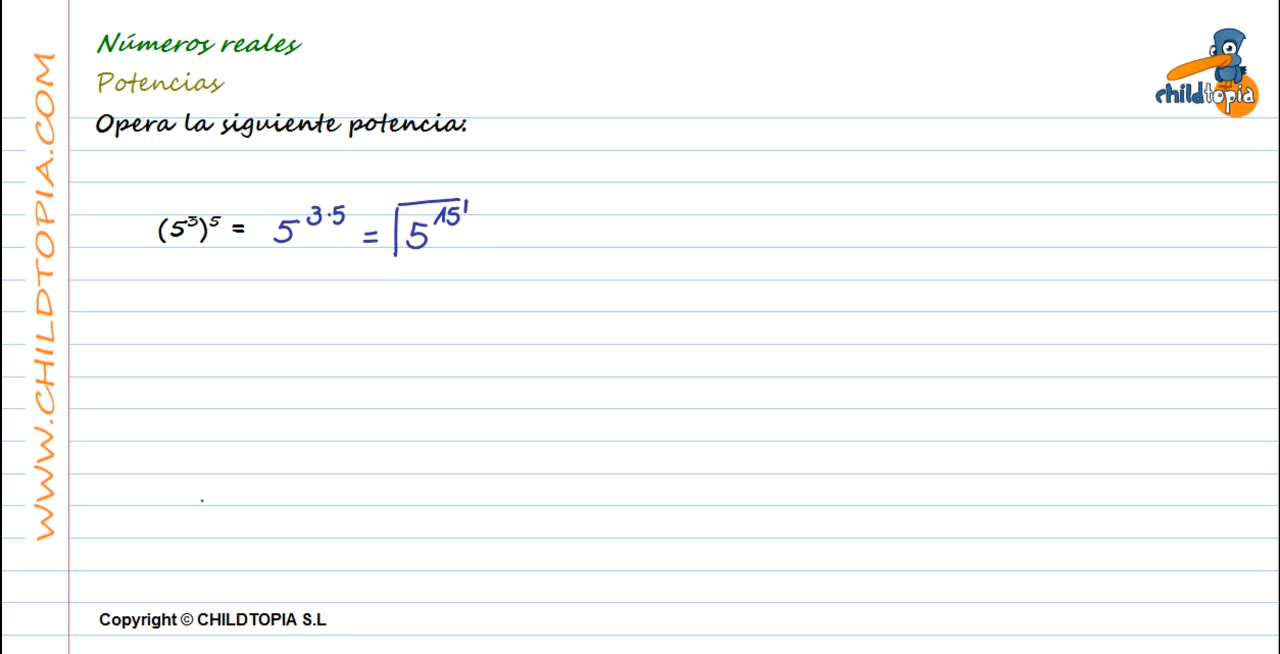 Números reales
Potencias
Opera la siguiente potencia:
(5³)⁵ = 5^3·5 = 5^15
WWW.CHILDTOPIA.COM
childtopia
Copyright © CHILDTOPIA S.L